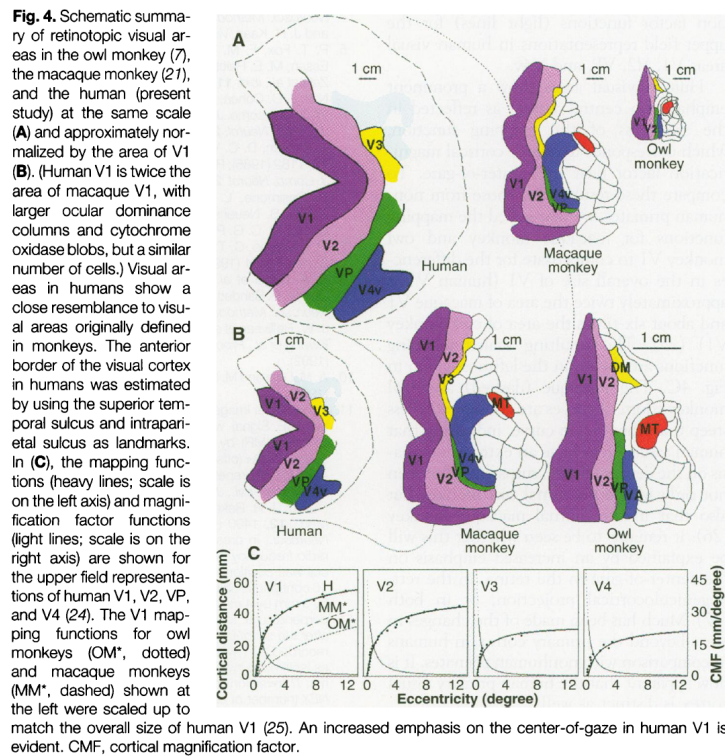 Fig. 4. Schematic summa-
ry of retinotopic visual ar-
eas in the owl monkey (7),
the macaque monkey (21),
and the human (present
study) at the same scale
(A) and approximately nor-
malized by the area of V1
(B). (Human V1 is twice the
area of macaque V1, with
larger ocular dominance
columns and cytochrome
oxidase blobs, but a similar
number of cells.) Visual ar-
eas in humans show a
close resemblance to visu-
al areas originally defined
in monkeys. The anterior
border of the visual cortex
in humans was estimated
by using the superior tem-
poral sulcus and intrapari-
etal sulcus as landmarks.
In (C), the mapping func-
tions (heavy lines; scale is
on the left axis) and magni-
fication factor functions
(light lines; scale is on the
right axis) are shown for
the upper field representa-
tions of human V1, V2, VP,
and V4 (24). The V1 map-
ping functions for owl
monkeys (OM*, dotted)
and macaque monkeys
(MM*, dashed) shown at
the left were scaled up to
match the overall size of human V1 (25). An increased emphasis on the center-of-gaze in human V1 is
evident. CMF, cortical magnification factor.
A
1 cm
V3
V1
V2
VP
V4v
Human
1 cm
V1
V2
V4v
VP
Macaque
monkey
1 cm
V1
V2
Owl
monkey
B
1 cm
V1
V2
V3
V1
V2
VP
V4v
Human
1 cm
V1
V2
V3
MT
V1
V2
V4v
VP
Macaque
monkey
1 cm
DM
V2
MT
V1
V2
VP
VA
Owl
monkey
C
Cortical distance (mm)
60
40
20
0
V1
H
MM*
OM*
0 4 8 12
V2
0 4 8 12
V3
0 4 8 12
V4
0 4 8 12
Eccentricity (degree)
45
30
15
0
CMF (mm/degree)